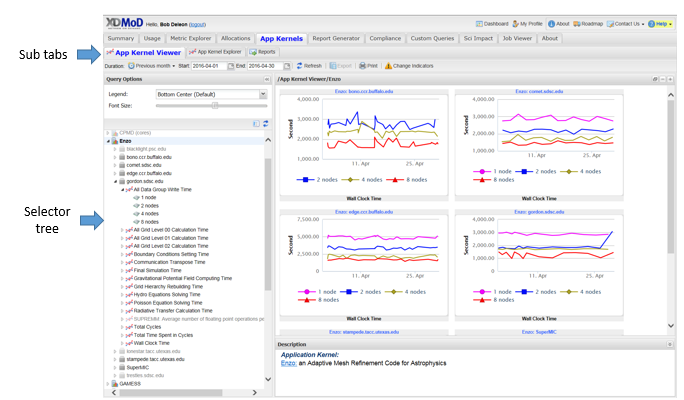 XDMoD Hello, Bob Deleon (logout) Dashboard My Profile About Roadmap Contact Us Help
Summary Usage Metric Explorer Allocations App Kernels Report Generator Compliance Custom Queries Sci Impact Job Viewer About
Sub tabs
App Kernel Viewer App Kernel Explorer Reports
Duration: Previous month Start 2016-04-01 End 2016-04-30 Refresh Export Print Change Indicators
Query Options
Legend: Bottom Center (Default)
Font Size:
Selector tree
CPMD (cores)
Enzo
blacklight.psc.edu
bono.ccr.buffalo.edu
comet.sdsc.edu
edge.ccr.buffalo.edu
gordon.sdsc.edu
All Data Group Write Time
1 node
2 nodes
4 nodes
8 nodes
All Grid Level 00 Calculation Time
All Grid Level 01 Calculation Time
All Grid Level 02 Calculation Time
Boundary Conditions Setting Time
Communication Transpose Time
Final Simulation Time
Gravitational Potential Field Computing Time
Grid Hierarchy Rebuilding Time
Hydro Equations Solving Time
Poisson Equation Solving Time
Radiative Transfer Calculation Time
SUPREMM: Average number of floating point operations pe
Total Cycles
Total Time Spent in Cycles
Wall Clock Time
lonestar.tacc.utexas.edu
stampede.tacc.utexas.edu
SuperMIC
trestles.sdsc.edu
GAMESS
/App Kernel Viewer/Enzo
Enzo: bono.ccr.buffalo.edu
4,000.00
3,000.00
2,000.00
1,000.00
Second
11. Apr 25. Apr
2 nodes 4 nodes 8 nodes
Wall Clock Time
Enzo: comet.sdsc.edu
4,000.00
3,000.00
2,000.00
1,000.00
Second
11. Apr 25. Apr
1 node 2 nodes 4 nodes
8 nodes
Wall Clock Time
Enzo: edge.ccr.buffalo.edu
7,500.00
5,000.00
2,500.00
0
Second
11. Apr 25. Apr
1 node 2 nodes 4 nodes
8 nodes
Wall Clock Time
Enzo: gordon.sdsc.edu
4,000.00
3,000.00
2,000.00
1,000.00
0
Second
11. Apr 25. Apr
1 node 2 nodes 4 nodes
8 nodes
Wall Clock Time
Enzo: stampede.tacc.utexas.edu
Enzo: SuperMIC
Description
Application Kernel:
Enzo: an Adaptive Mesh Refinement Code for Astrophysics